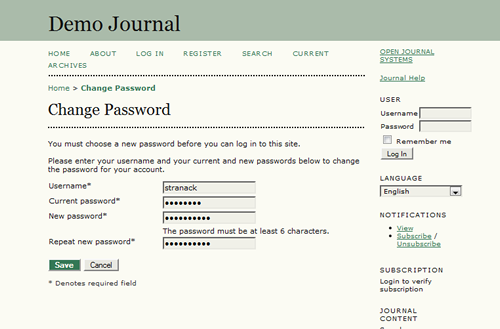 Demo Journal
HOME ABOUT LOG IN REGISTER SEARCH CURRENT
ARCHIVES
Home > Change Password
Change Password
You must choose a new password before you can log in to this site.
Please enter your username and your current and new passwords below to change
the password for your account.
Username* stranack
Current password* ••••••••
New password* ••••••••••
The password must be at least 6 characters.
Repeat new password* ••••••••••
Save Cancel
* Denotes required field
OPEN JOURNAL
SYSTEMS
Journal Help
USER
Username
Password
Remember me
Log In
LANGUAGE
English
NOTIFICATIONS
View
Subscribe /
Unsubscribe
SUBSCRIPTION
Login to verify
subscription
JOURNAL
CONTENT